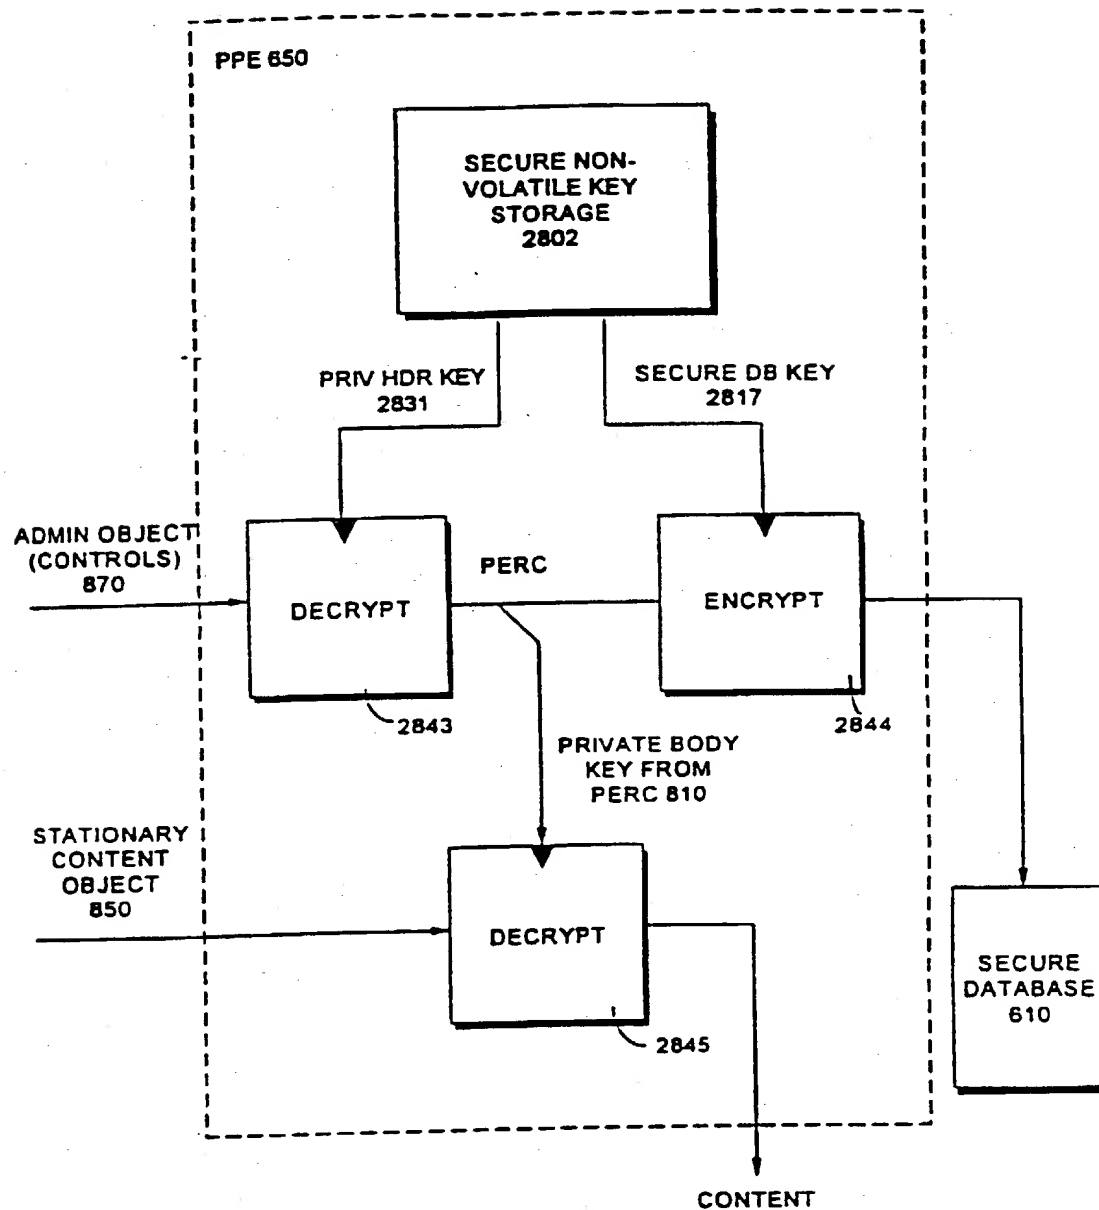 PPE 650
SECURE NON-
VOLATILE KEY
STORAGE
2802
PRIV HDR KEY
2831
SECURE DB KEY
2817
ADMIN OBJECT
(CONTROLS)
870
DECRYPT
PERC
ENCRYPT
2843
2844
PRIVATE BODY
KEY FROM
PERC 810
STATIONARY
CONTENT
OBJECT
850
DECRYPT
2845
SECURE
DATABASE
610
CONTENT